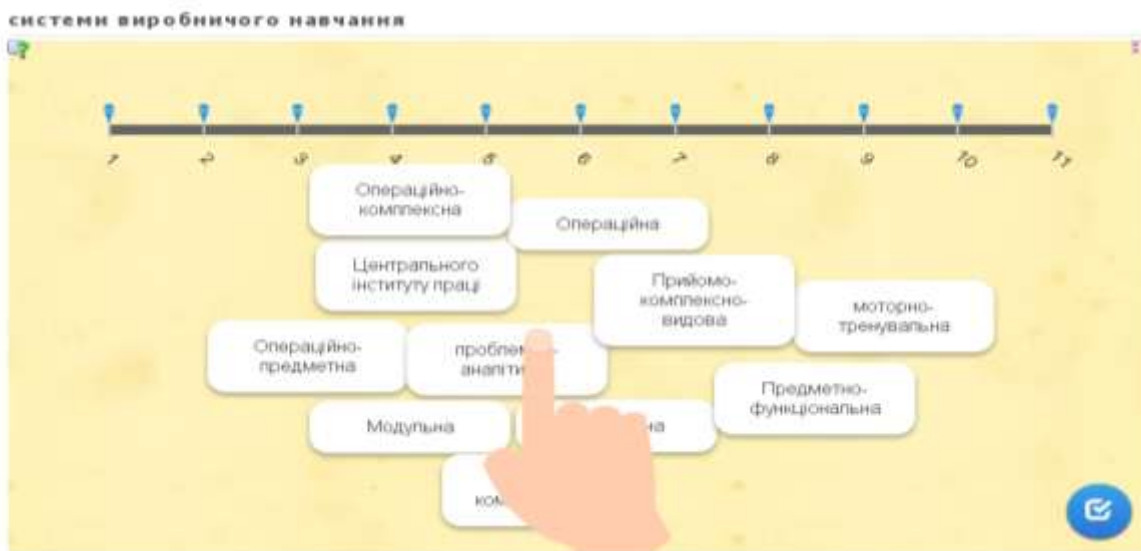 системи виробничого навчання
1 2 3 4 5 6 7 8 9 10 11
Операційно-
комплексна
Операційна
Центрального
інституту праці
Прийомо-
комплексно-
видова
моторно-
тренувальна
Операційно-
предметна
Предметно-
функціональна
Модульна